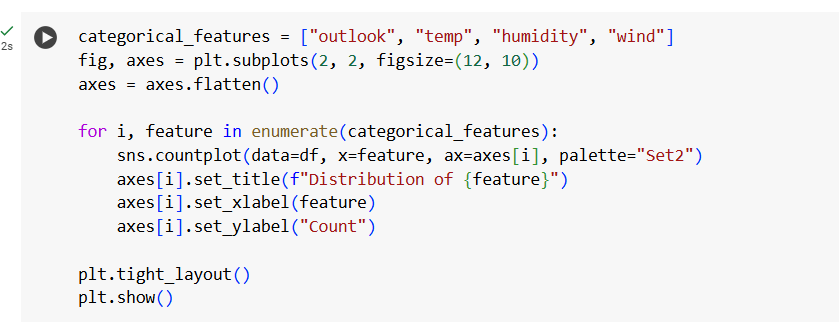 2s
categorical_features = ["outlook", "temp", "humidity", "wind"]
fig, axes = plt.subplots(2, 2, figsize=(12, 10))
axes = axes.flatten()

for i, feature in enumerate(categorical_features):
    sns.countplot(data=df, x=feature, ax=axes[i], palette="Set2")
    axes[i].set_title(f"Distribution of {feature}")
    axes[i].set_xlabel(feature)
    axes[i].set_ylabel("Count")

plt.tight_layout()
plt.show()